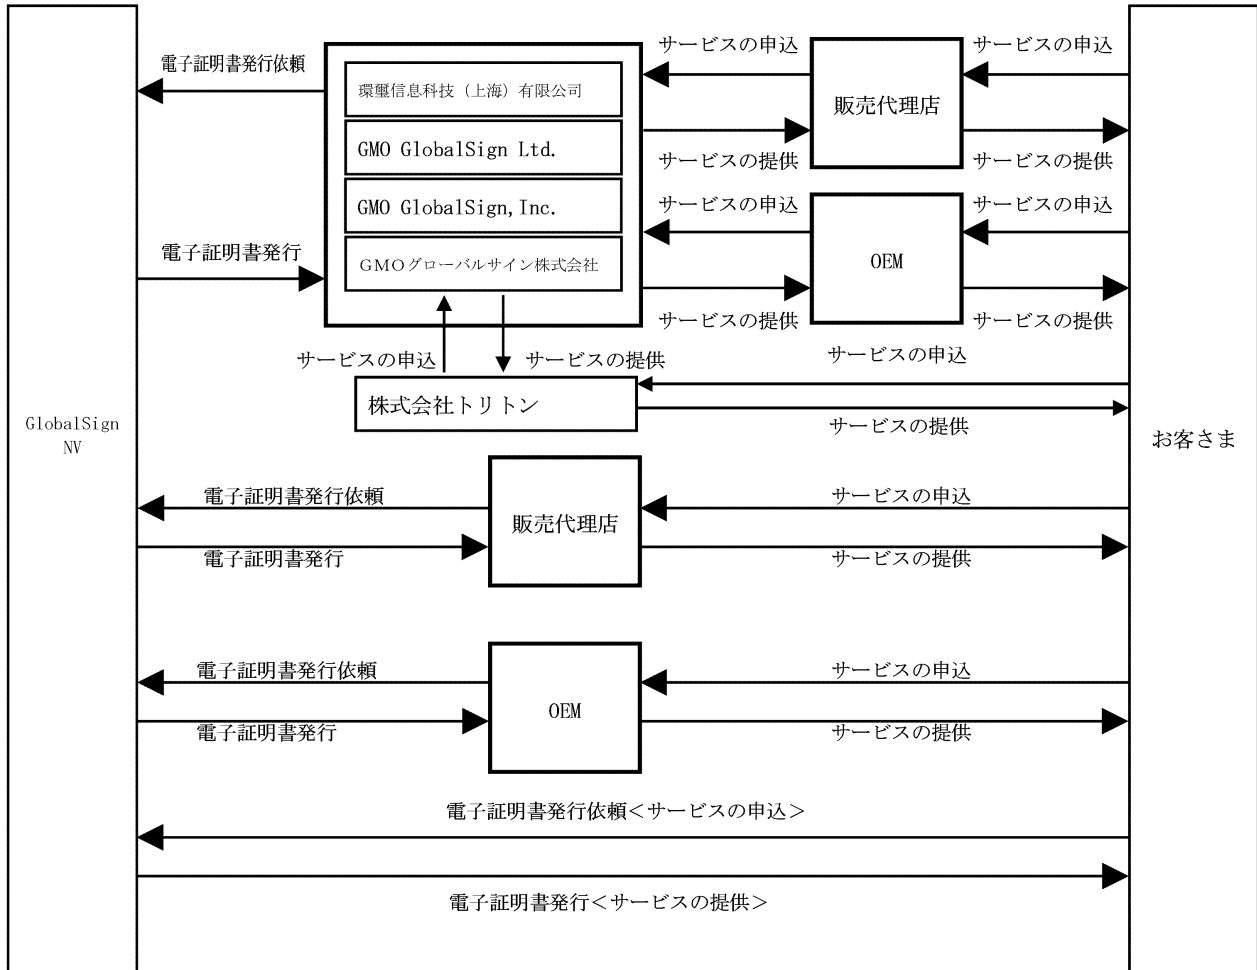 サービスの申込
サービスの申込
電子証明書発行依頼
環璽信息科技（上海）有限公司
販売代理店
GMO GlobalSign Ltd.
サービスの提供
サービスの提供
GMO GlobalSign,Inc.
サービスの申込
サービスの申込
電子証明書発行
ＧＭＯグローバルサイン株式会社
OEM
サービスの提供
サービスの提供
サービスの申込
サービスの提供
サービスの申込
株式会社トリトン
サービスの提供
GlobalSign
NV
お客さま
電子証明書発行依頼
サービスの申込
販売代理店
電子証明書発行
サービスの提供
電子証明書発行依頼
サービスの申込
OEM
電子証明書発行
サービスの提供
電子証明書発行依頼＜サービスの申込＞
電子証明書発行＜サービスの提供＞